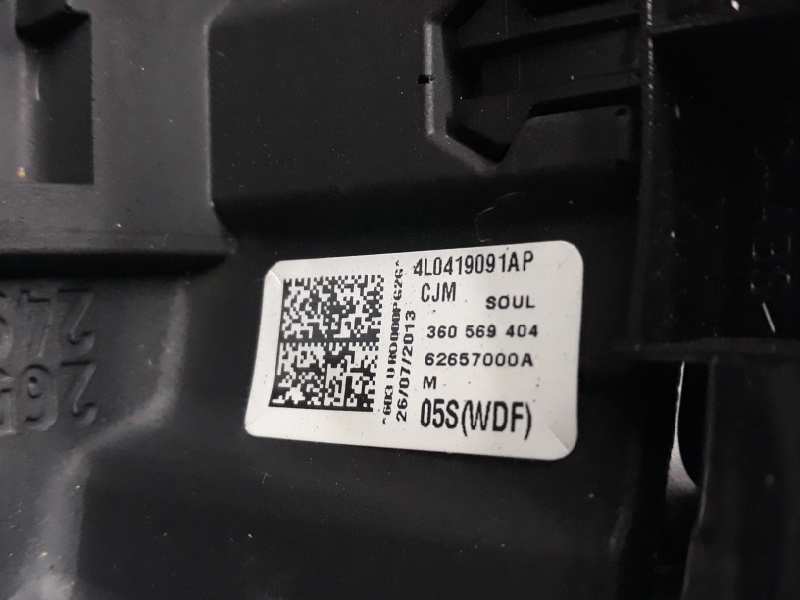 4L0419091AP
CJM SOUL
360 569 404
62657000A
M
05S(WDF)
26/07/2013